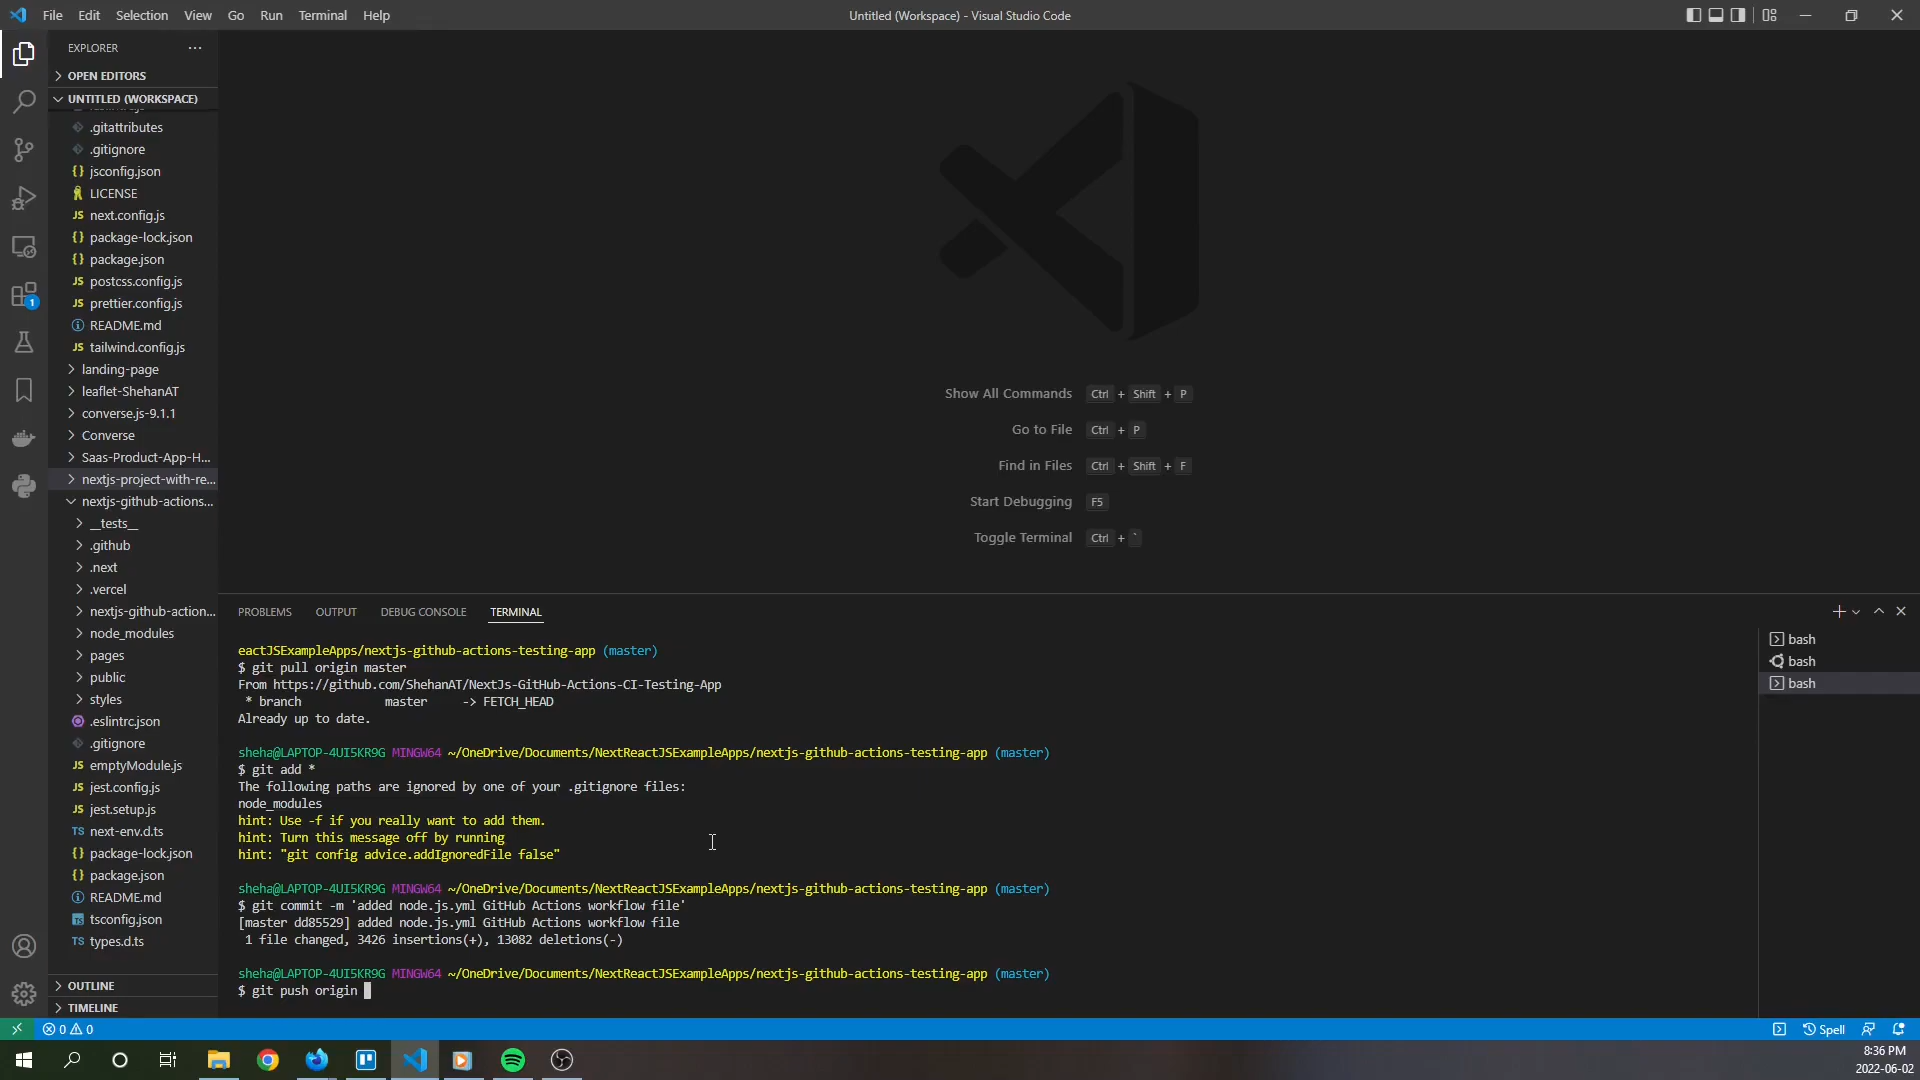 File Edit Selection View Go Run Terminal Help
Untitled (Workspace) - Visual Studio Code
EXPLORER
OPEN EDITORS
UNTITLED (WORKSPACE)
.gitattributes
.gitignore
jsconfig.json
LICENSE
next.config.js
package-lock.json
package.json
postcss.config.js
prettier.config.js
README.md
tailwind.config.js
landing-page
leaflet-ShehanAT
converse.js-9.1.1
Converse
Saas-Product-App-H...
nextjs-project-with-re...
nextjs-github-actions...
__tests__
.github
.next
.vercel
nextjs-github-action...
node_modules
pages
public
styles
.eslintrc.json
.gitignore
emptyModule.js
jest.config.js
jest.setup.js
next-env.d.ts
package-lock.json
package.json
README.md
tsconfig.json
types.d.ts
OUTLINE
TIMELINE
Show All Commands Ctrl + Shift + P
Go to File Ctrl + P
Find in Files Ctrl + Shift + F
Start Debugging F5
Toggle Terminal Ctrl + `
PROBLEMS OUTPUT DEBUG CONSOLE TERMINAL
eactJSExampleApps/nextjs-github-actions-testing-app (master)
$ git pull origin master
From https://github.com/ShehanAT/NextJs-GitHub-Actions-CI-Testing-App
* branch master -> FETCH_HEAD
Already up to date.
sheha@LAPTOP-4UI5KR9G MINGW64 ~/OneDrive/Documents/NextReactJSExampleApps/nextjs-github-actions-testing-app (master)
$ git add *
The following paths are ignored by one of your .gitignore files:
node_modules
hint: Use -f if you really want to add them.
hint: Turn this message off by running
hint: "git config advice.addIgnoredFile false"
sheha@LAPTOP-4UI5KR9G MINGW64 ~/OneDrive/Documents/NextReactJSExampleApps/nextjs-github-actions-testing-app (master)
$ git commit -m 'added node.js.yml GitHub Actions workflow file'
[master dd85529] added node.js.yml GitHub Actions workflow file
1 file changed, 3426 insertions(+), 13082 deletions(-)
sheha@LAPTOP-4UI5KR9G MINGW64 ~/OneDrive/Documents/NextReactJSExampleApps/nextjs-github-actions-testing-app (master)
$ git push origin
bash
bash
bash
0 0
Spell
8:36 PM
2022-06-02